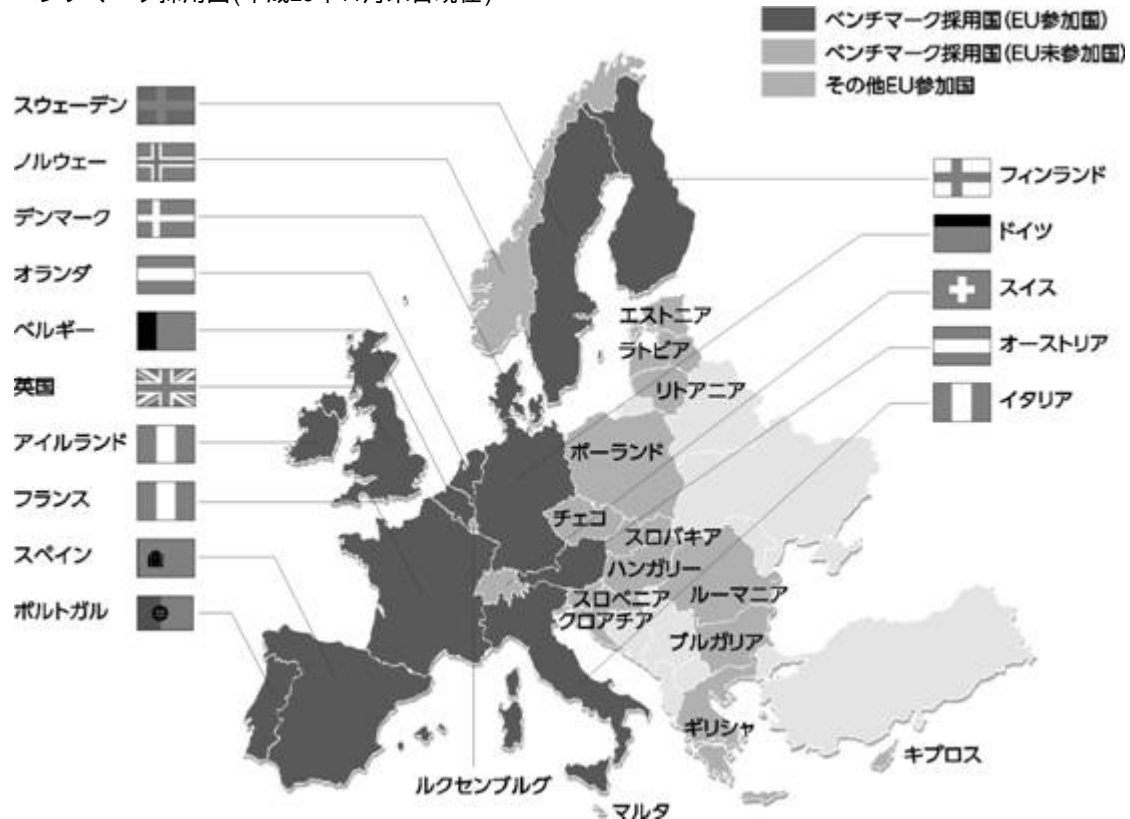 ベンチマーク採用国(EU参加国)
ベンチマーク採用国(EU未参加国)
その他EU参加国
スウェーデン
ノルウェー
デンマーク
オランダ
ベルギー
英国
アイルランド
フランス
スペイン
ポルトガル
フィンランド
ドイツ
スイス
オーストリア
イタリア
エストニア
ラトビア
リトアニア
ポーランド
チェコ
スロバキア
ハンガリー
スロベニア
ルーマニア
クロアチア
ブルガリア
ギリシャ
キプロス
ルクセンブルグ
マルタ